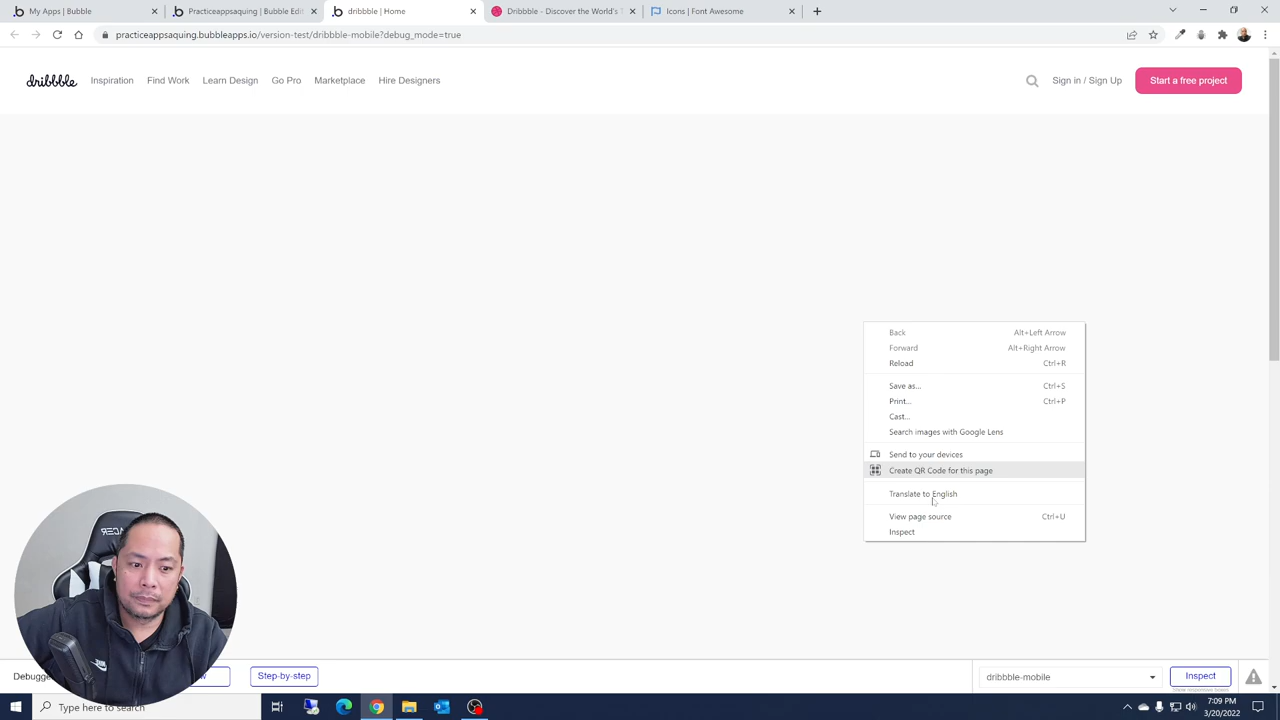 My Apps | Bubble
Practiceappsaquing | Bubble Edi
dribbble | Home
Dribbble - Discover the World's T
Icons | Font Awesome
practiceappsaquing.bubbleapps.io/version-test/dribbble-mobile?debug_mode=true
dribbble
Inspiration
Find Work
Learn Design
Go Pro
Marketplace
Hire Designers
Sign in / Sign Up
Start a free project
Back Alt+Left Arrow
Forward Alt+Right Arrow
Reload Ctrl+R
Save as... Ctrl+S
Print... Ctrl+P
Cast...
Search images with Google Lens
Send to your devices
Create QR Code for this page
Translate to English
View page source Ctrl+U
Inspect
Debugge
Step-by-step
dribbble-mobile
Inspect
Show responsive boxes
Type here to search
7:09 PM
3/20/2022